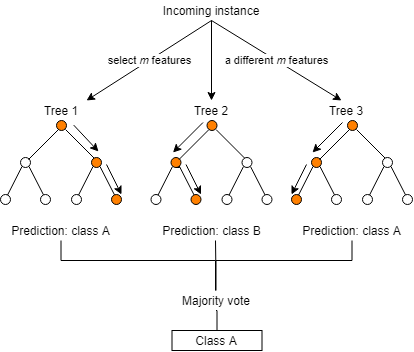 Incoming instance
select m features
a different m features
Tree 1
Tree 2
Tree 3
Prediction: class A
Prediction: class B
Prediction: class A
Majority vote
Class A